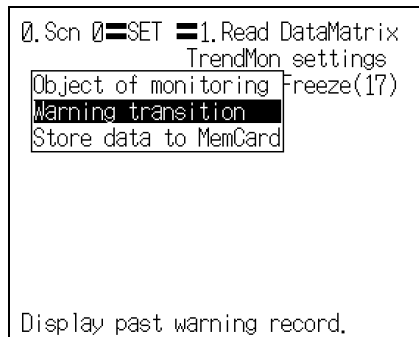 0.Scn 0〓SET 〓1.Read DataMatrix
TrendMon settings
Object of monitoring Freeze(17)
Warning transition
Store data to MemCard
Display past warning record.